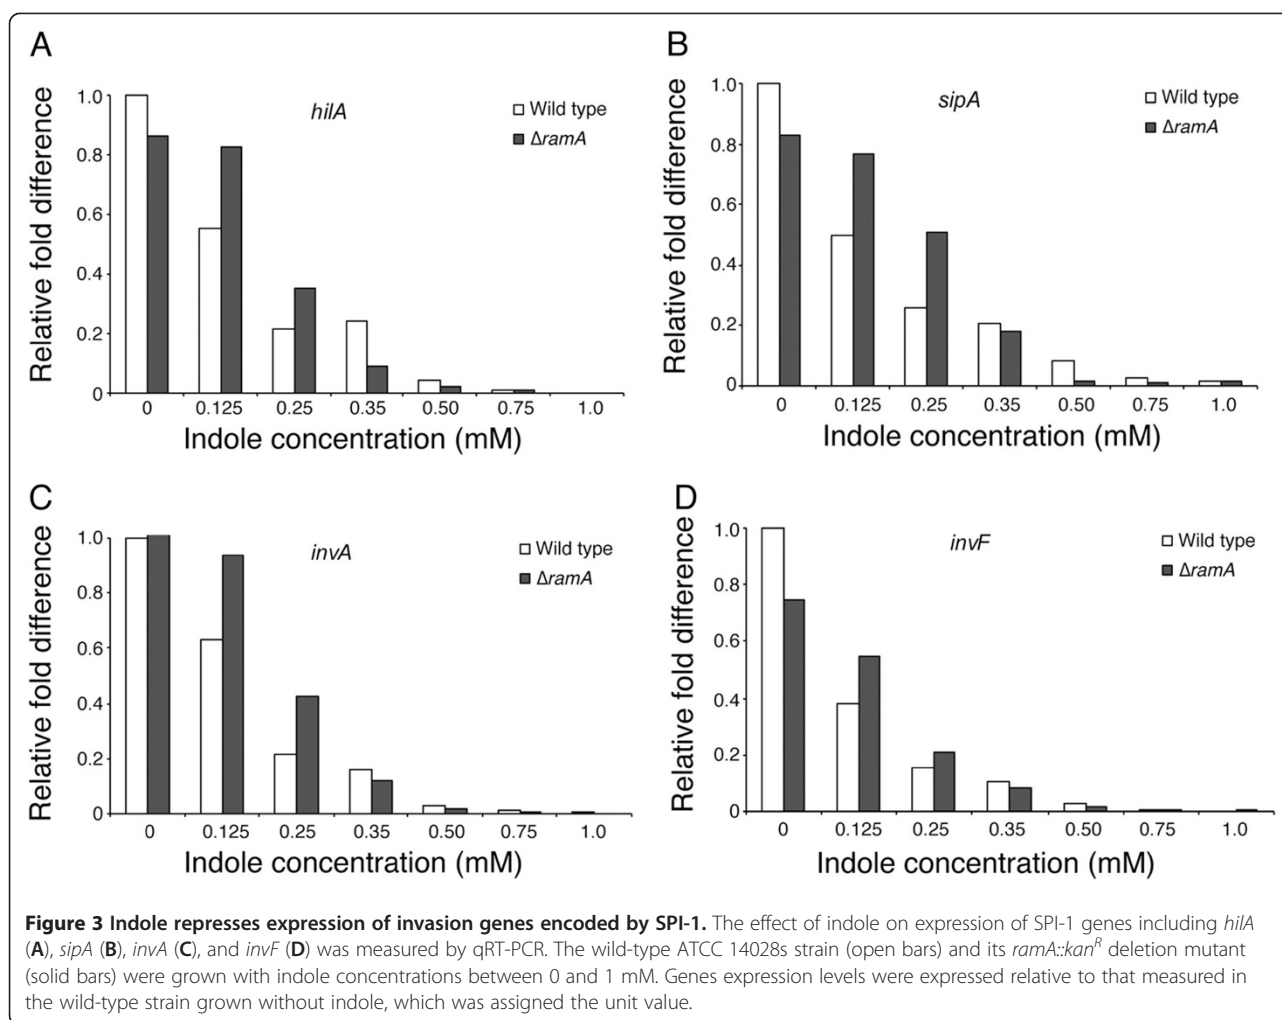 A
Relative fold difference
1.0
0.8
0.6
0.4
0.2
0
hilA
Wild type
ΔramA
0 0.125 0.25 0.35 0.50 0.75 1.0
Indole concentration (mM)
B
Relative fold difference
1.0
0.8
0.6
0.4
0.2
0
sipA
Wild type
ΔramA
0 0.125 0.25 0.35 0.50 0.75 1.0
Indole concentration (mM)
C
Relative fold difference
1.0
0.8
0.6
0.4
0.2
0
invA
Wild type
ΔramA
0 0.125 0.25 0.35 0.50 0.75 1.0
Indole concentration (mM)
D
Relative fold difference
1.0
0.8
0.6
0.4
0.2
0
invF
Wild type
ΔramA
0 0.125 0.25 0.35 0.50 0.75 1.0
Indole concentration (mM)
Figure 3 Indole represses expression of invasion genes encoded by SPI-1. The effect of indole on expression of SPI-1 genes including hilA
(A), sipA (B), invA (C), and invF (D) was measured by qRT-PCR. The wild-type ATCC 14028s strain (open bars) and its ramA::kanR deletion mutant
(solid bars) were grown with indole concentrations between 0 and 1 mM. Genes expression levels were expressed relative to that measured in
the wild-type strain grown without indole, which was assigned the unit value.